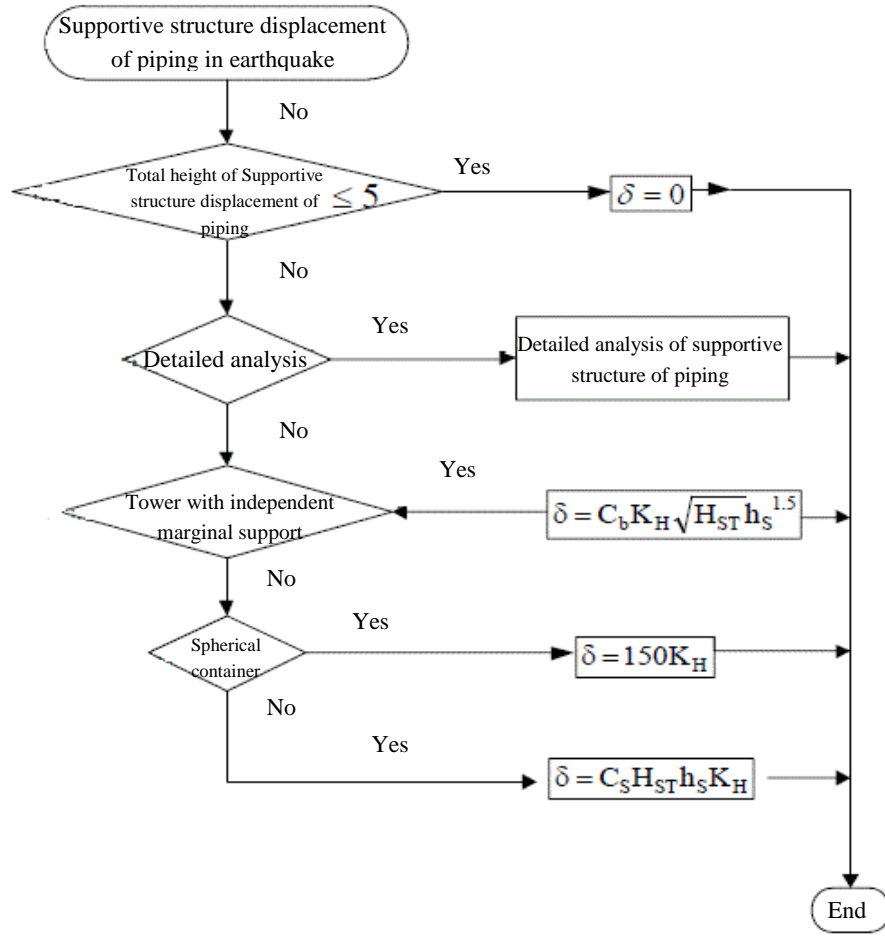 Supportive structure displacement
of piping in earthquake
No
Total height of Supportive
structure displacement of
piping
≤ 5
Yes
δ = 0
No
Detailed analysis
Yes
Detailed analysis of supportive
structure of piping
No
Tower with independent
marginal support
Yes
δ = C_b K_H √H_ST h_S^1.5
No
Spherical
container
Yes
δ = 150K_H
No
Yes
δ = C_S H_ST h_S K_H
End